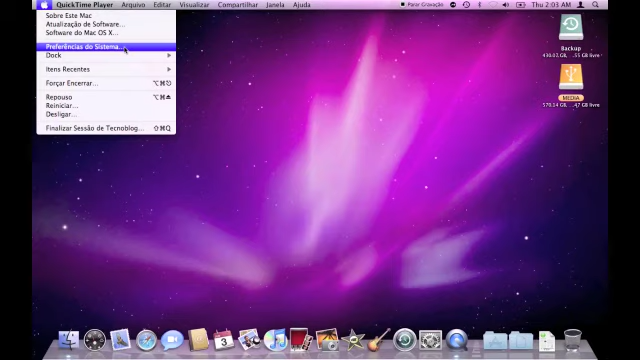 QuickTime Player Arquivo Editar Visualizar Compartilhar Janela Ajuda Parar Gravação Thu 2:03 AM
Sobre Este Mac
Atualização de Software...
Software do Mac OS X...
Preferências do Sistema...
Dock
Itens Recentes
Forçar Encerrar... ⌥⌘⎋
Repouso ⌥⌘⏏
Reiniciar...
Desligar...
Finalizar Sessão de Tecnoblog... ⇧⌘Q
Backup
MEDIA
3